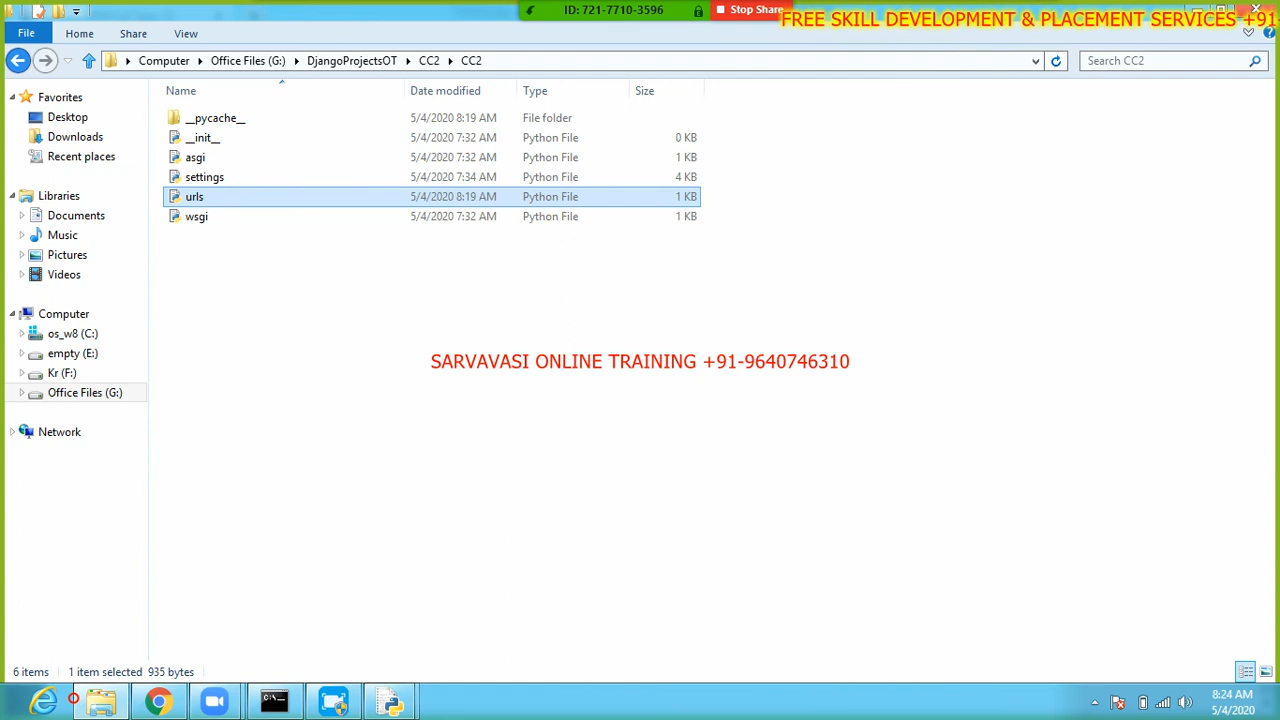 ID: 721-7710-3596
Stop Share
FREE SKILL DEVELOPMENT & PLACEMENT SERVICES +91
File Home Share View
Computer Office Files (G:) DjangoProjectsOT CC2 CC2
Search CC2
Name Date modified Type Size
__pycache__ 5/4/2020 8:19 AM File folder
__init__ 5/4/2020 7:32 AM Python File 0 KB
asgi 5/4/2020 7:32 AM Python File 1 KB
settings 5/4/2020 7:34 AM Python File 4 KB
urls 5/4/2020 8:19 AM Python File 1 KB
wsgi 5/4/2020 7:32 AM Python File 1 KB
Favorites
Desktop
Downloads
Recent places
Libraries
Documents
Music
Pictures
Videos
Computer
os_w8 (C:)
empty (E:)
Kr (F:)
Office Files (G:)
Network
SARVAVASI ONLINE TRAINING +91-9640746310
6 items 1 item selected 935 bytes
8:24 AM
5/4/2020